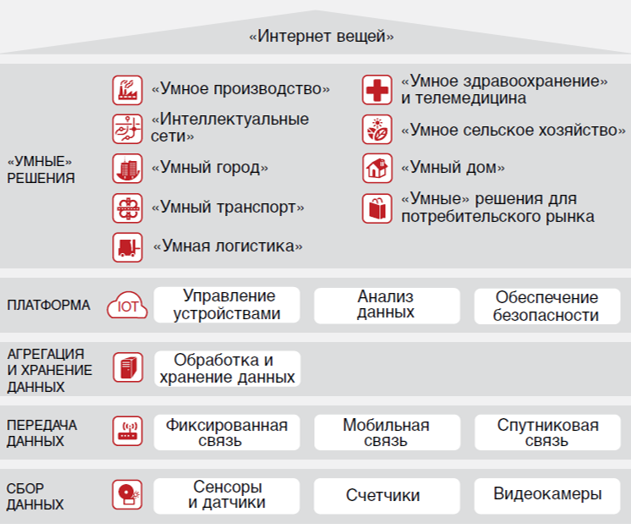 «Интернет вещей»
«УМНЫЕ»
РЕШЕНИЯ
«Умное производство»
«Интеллектуальные
сети»
«Умный город»
«Умный транспорт»
«Умная логистика»
«Умное здравоохранение»
и телемедицина
«Умное сельское хозяйство»
«Умный дом»
«Умные» решения для
потребительского рынка
ПЛАТФОРМА
IOT
Управление
устройствами
Анализ
данных
Обеспечение
безопасности
АГРЕГАЦИЯ
И ХРАНЕНИЕ
ДАННЫХ
Обработка и
хранение данных
ПЕРЕДАЧА
ДАННЫХ
Фиксированная
связь
Мобильная
связь
Спутниковая
связь
СБОР
ДАННЫХ
Сенсоры
и датчики
Счетчики
Видеокамеры